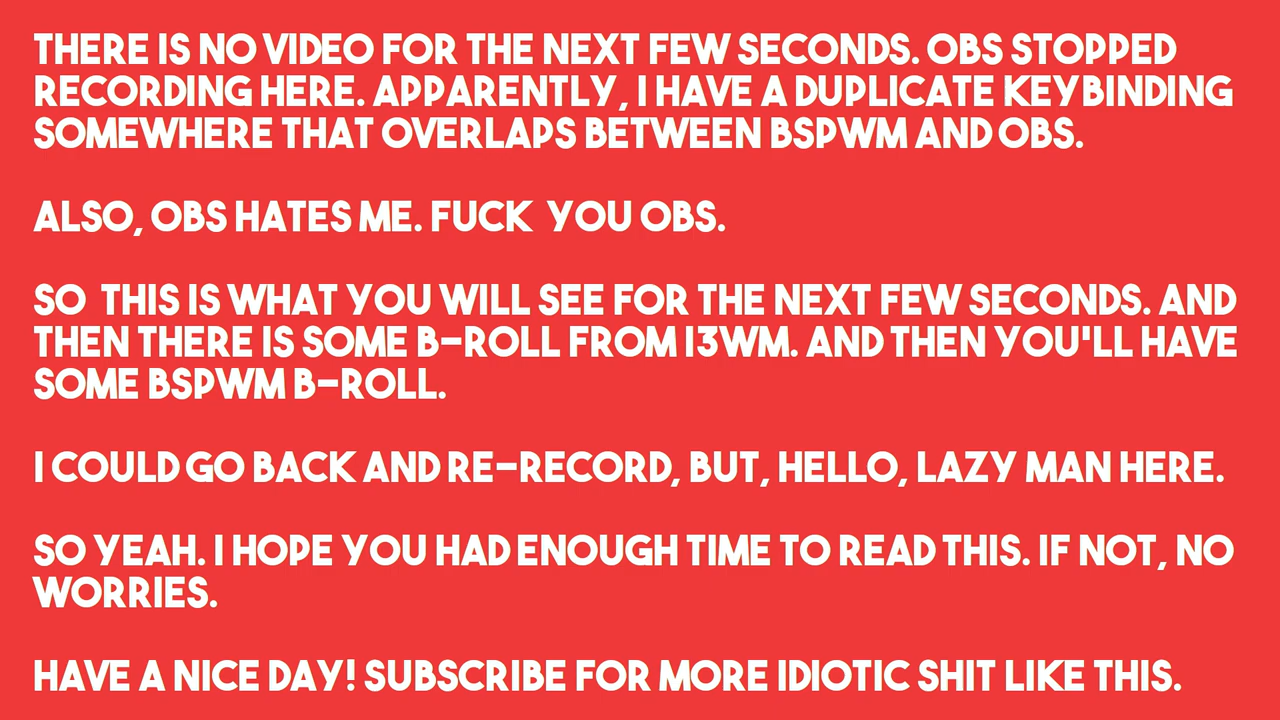 THERE IS NO VIDEO FOR THE NEXT FEW SECONDS. OBS STOPPED
RECORDING HERE. APPARENTLY, I HAVE A DUPLICATE KEYBINDING
SOMEWHERE THAT OVERLAPS BETWEEN BSPWM AND OBS.
ALSO, OBS HATES ME. FUCK YOU OBS.
SO THIS IS WHAT YOU WILL SEE FOR THE NEXT FEW SECONDS. AND
THEN THERE IS SOME B-ROLL FROM I3WM. AND THEN YOU'LL HAVE
SOME BSPWM B-ROLL.
I COULD GO BACK AND RE-RECORD, BUT, HELLO, LAZY MAN HERE.
SO YEAH. I HOPE YOU HAD ENOUGH TIME TO READ THIS. IF NOT, NO
WORRIES.
HAVE A NICE DAY! SUBSCRIBE FOR MORE IDIOTIC SHIT LIKE THIS.